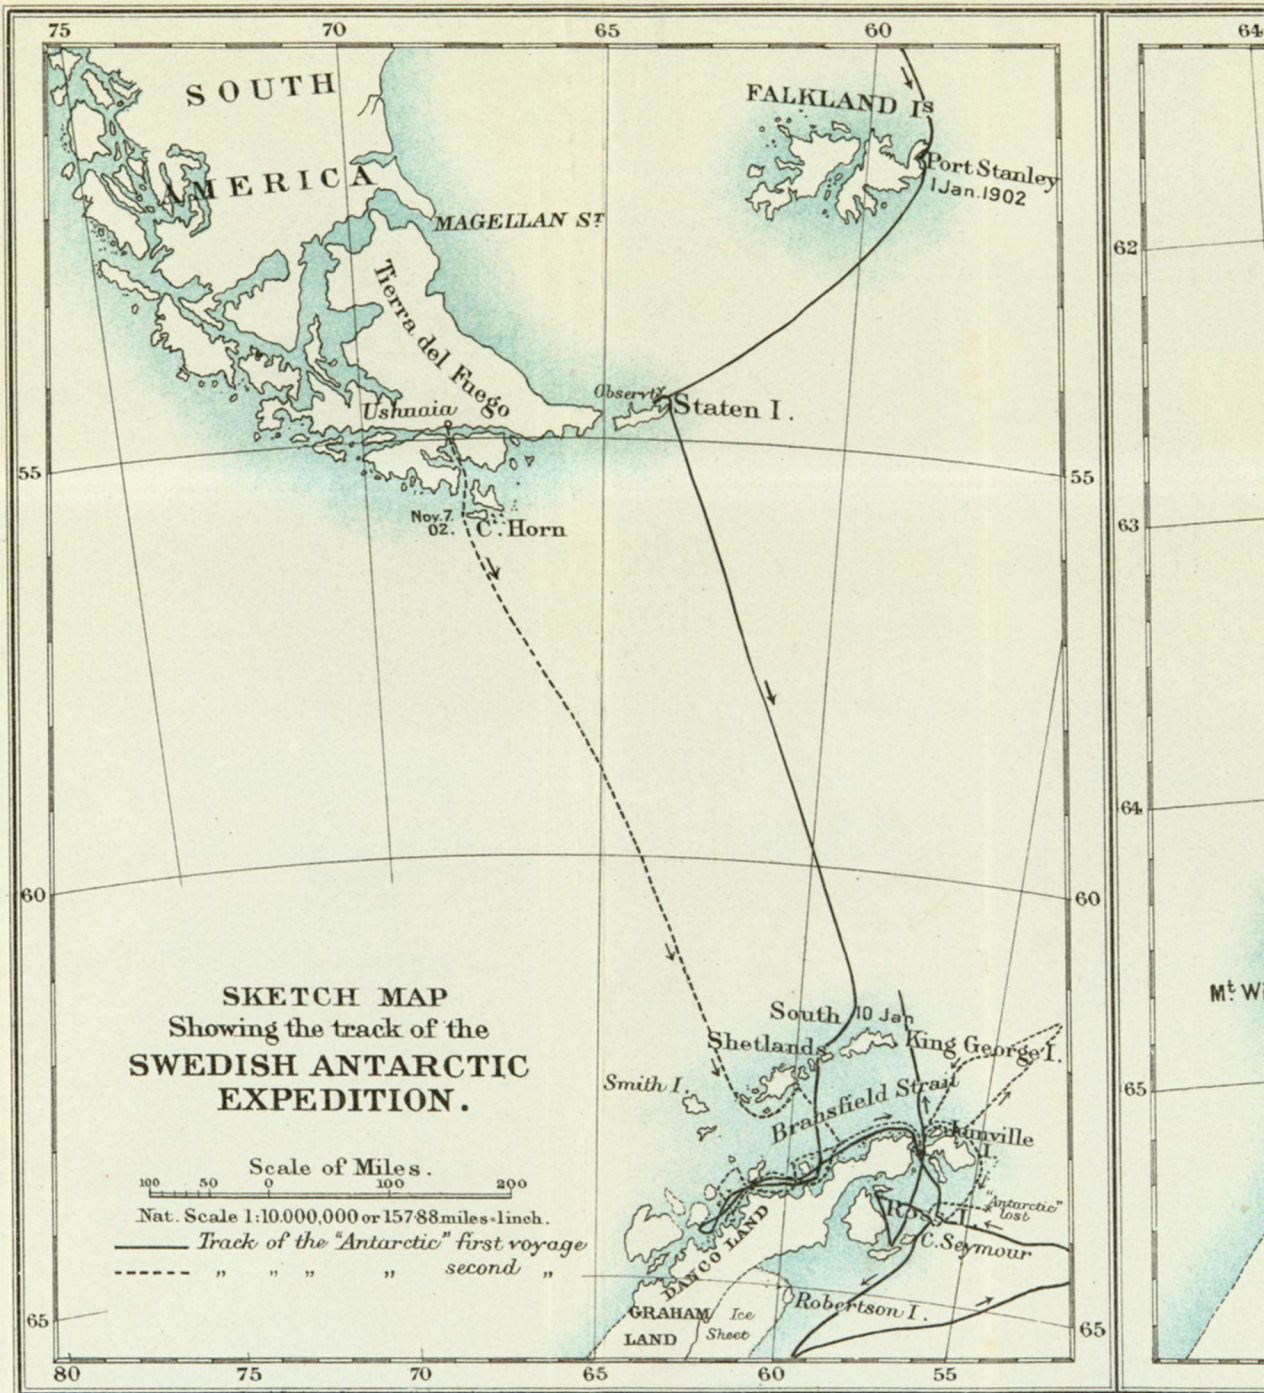 75 70 65 60 64
SOUTH
AMERICA
FALKLAND Iˢ
Port Stanley
1 Jan. 1902
MAGELLAN Sᵀ
62
Tierra del Fuego
Observtʸ
Staten I.
Ushuaia
55 55
Nov. 7.
02.
C. Horn
63
64
60 60
SKETCH MAP
Showing the track of the
SWEDISH ANTARCTIC
EXPEDITION.
Mᵗ Wi
South 10 Jan
Shetlands
King George I.
Smith I.
65
Bransfield Strait
Joinville
I.
Scale of Miles.
100 50 0 100 200
Nat. Scale 1:10.000,000 or 157·88 miles=1 inch.
Track of the "Antarctic" first voyage
„ „ „ „ second „
"Antarctic"
lost
Ross I.
C. Seymour
DANCO LAND
GRAHAM
LAND
Ice
Sheet
Robertson I.
65 65
80 75 70 65 60 55